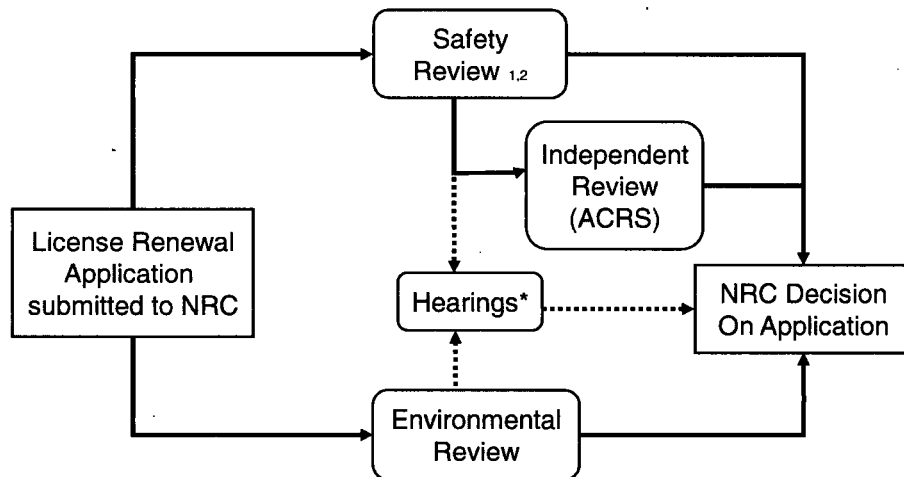 Safety
Review 1,2
Independent
Review
(ACRS)
License Renewal
Application
submitted to NRC
Hearings*
NRC Decision
On Application
Environmental
Review